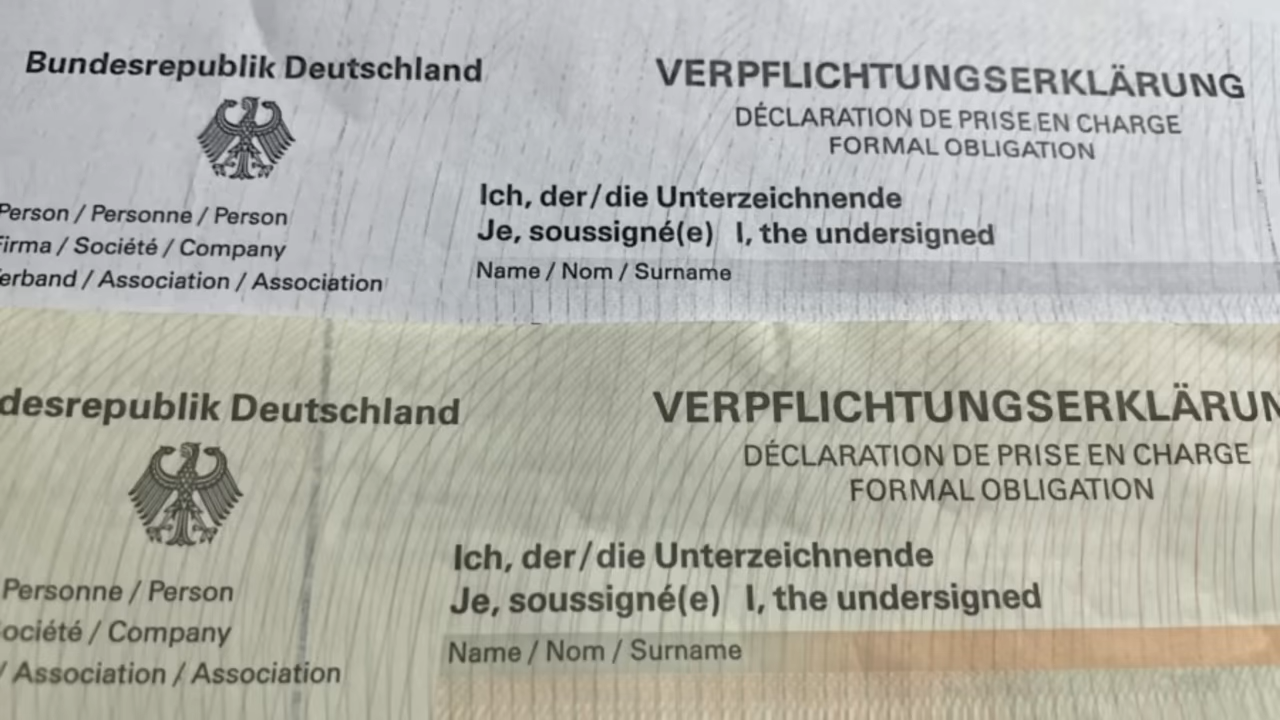 Bundesrepublik Deutschland
VERPFLICHTUNGSERKLÄRUNG
DÉCLARATION DE PRISE EN CHARGE
FORMAL OBLIGATION
Person / Personne / Person
Firma / Société / Company
Verband / Association / Association
Ich, der/die Unterzeichnende
Je, soussigné(e) I, the undersigned
Name / Nom / Surname
desrepublik Deutschland
VERPFLICHTUNGSERKLÄRUN
DÉCLARATION DE PRISE EN CHARGE
FORMAL OBLIGATION
Personne / Person
ociété / Company
/ Association / Association
Ich, der/die Unterzeichnende
Je, soussigné(e) I, the undersigned
Name / Nom / Surname